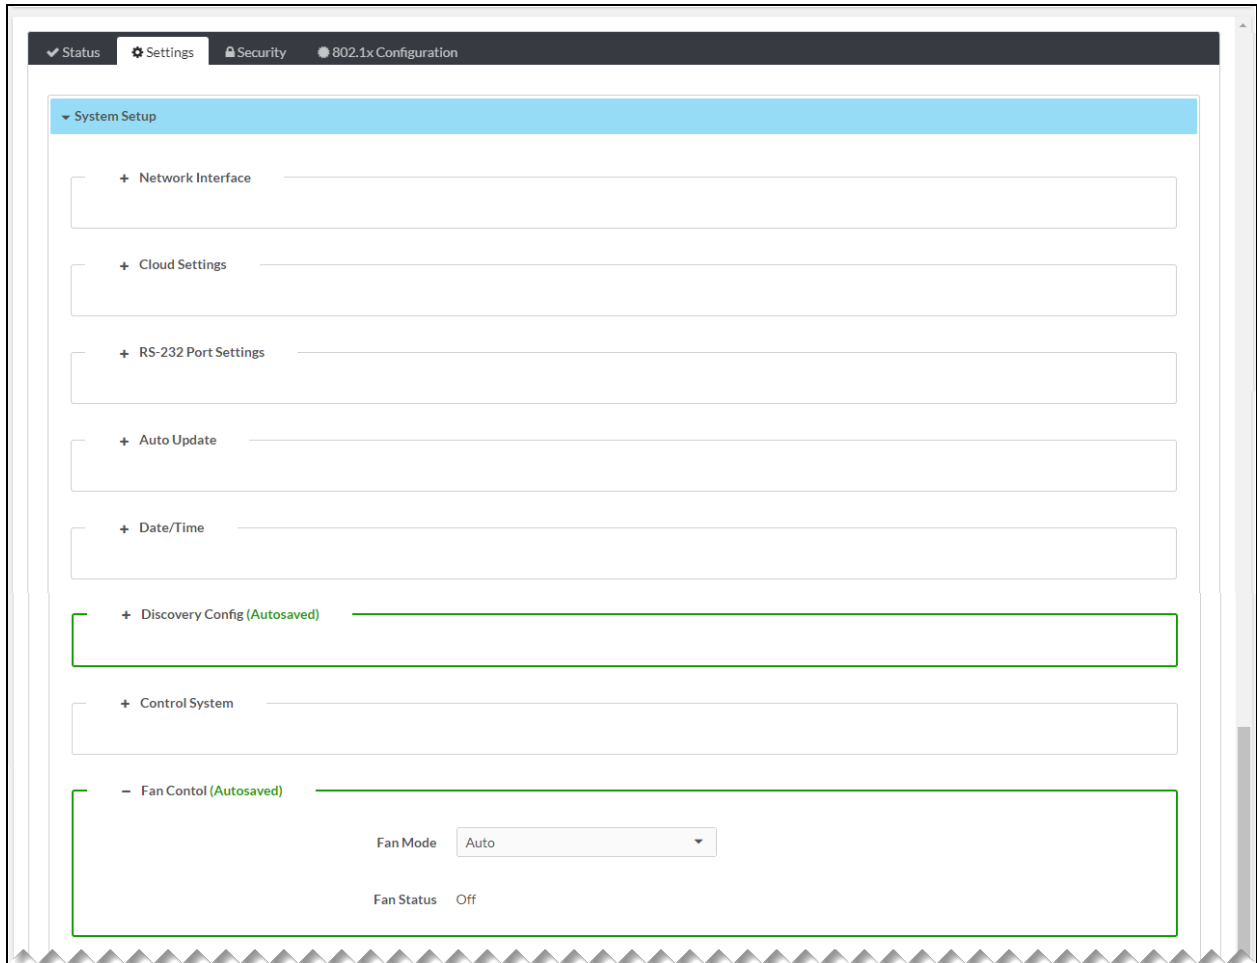 Status Settings Security 802.1x Configuration
System Setup
+ Network Interface
+ Cloud Settings
+ RS-232 Port Settings
+ Auto Update
+ Date/Time
+ Discovery Config (Autosaved)
+ Control System
− Fan Contol (Autosaved)
Fan Mode Auto
Fan Status Off